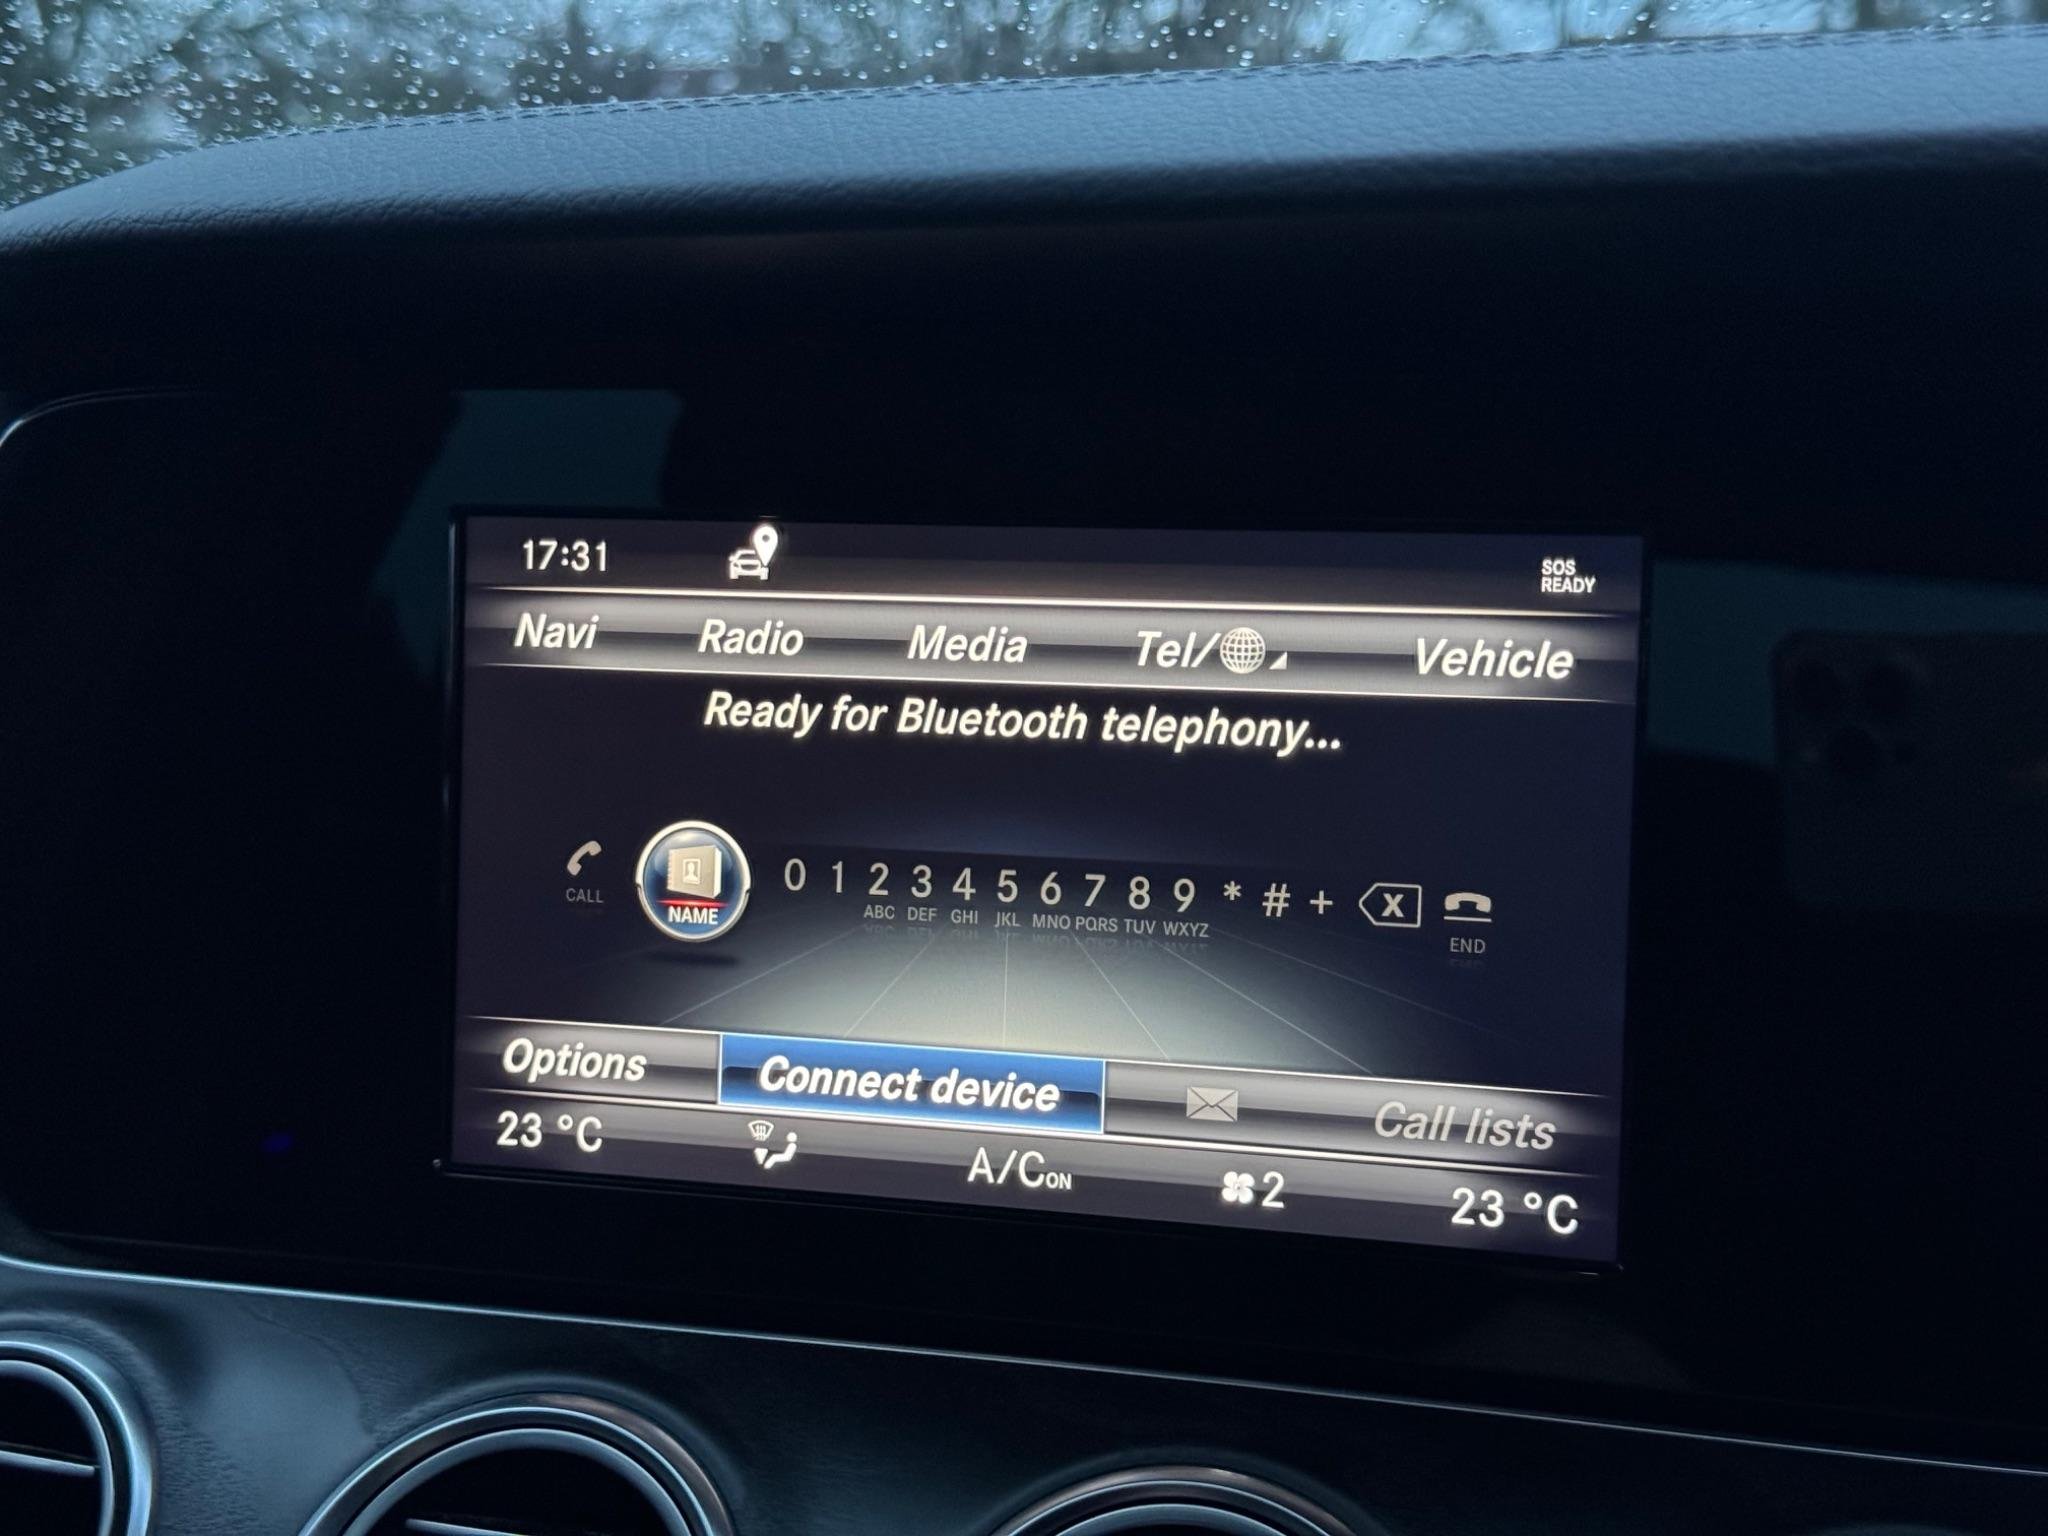 17:31
SOS
READY
Navi Radio Media Tel/ Vehicle
Ready for Bluetooth telephony...
CALL NAME 0 1 2 3 4 5 6 7 8 9 * # + X END
ABC DEF GHI JKL MNO PQRS TUV WXYZ
Options Connect device Call lists
23 °C A/C ON 2 23 °C